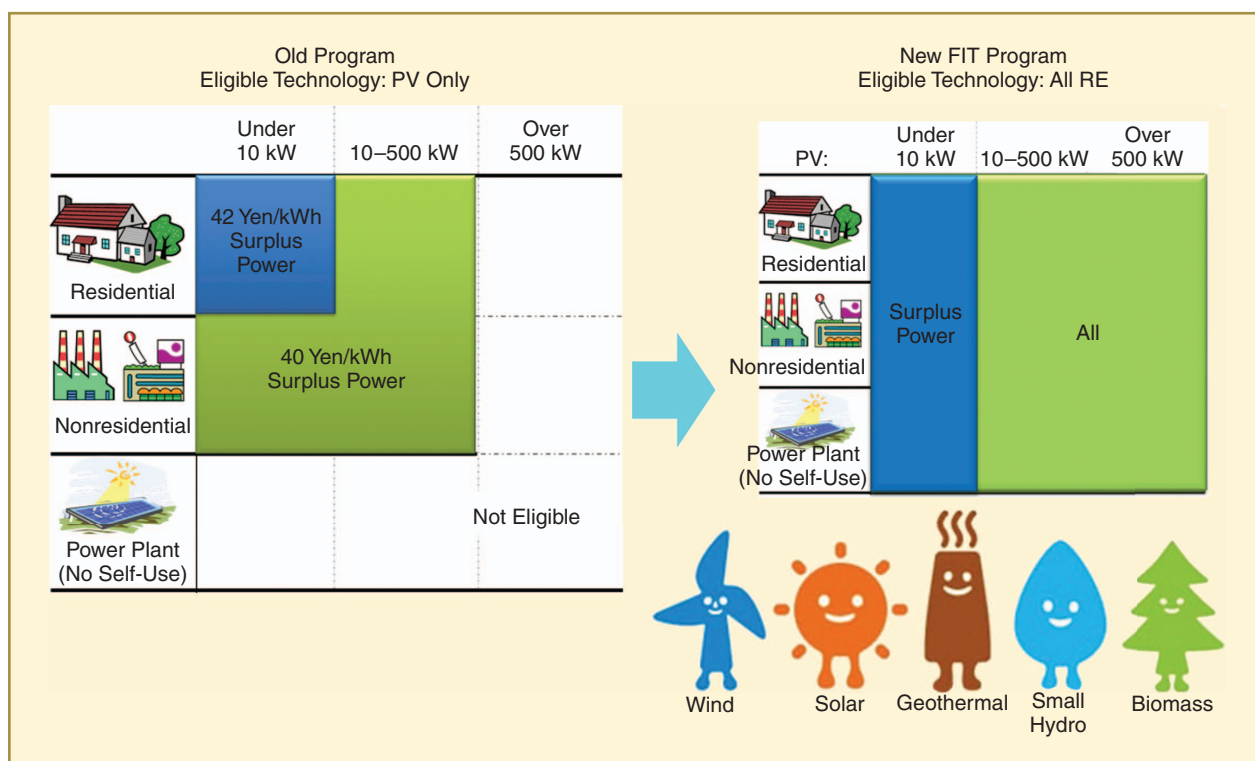 Old Program
Eligible Technology: PV Only
Under
10 kW
10–500 kW
Over
500 kW
42 Yen/kWh
Surplus
Power
Residential
40 Yen/kWh
Surplus Power
Nonresidential
Not Eligible
Power Plant
(No Self-Use)
New FIT Program
Eligible Technology: All RE
PV:
Under
10 kW
10–500 kW
Over
500 kW
Residential
Surplus
Power
All
Nonresidential
Power Plant
(No Self-Use)
Wind
Solar
Geothermal
Small
Hydro
Biomass